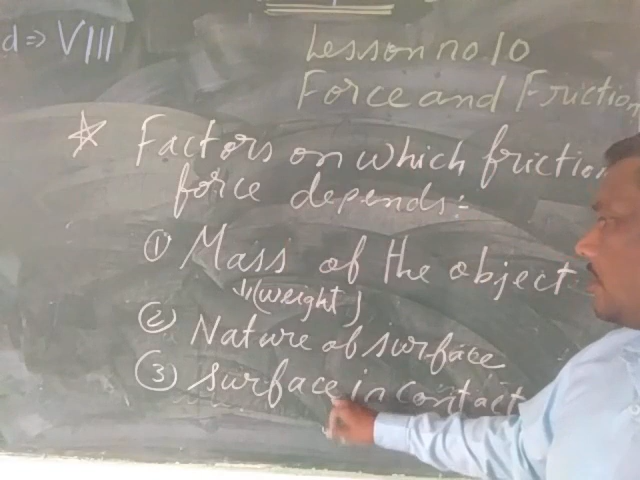 d ⇒ VIII
Lesson no. 10
Force and Friction
☆ Factors on which friction
force depends:-
① Mass of the object
↓(weight)
② Nature of surface
③ Surface in contact